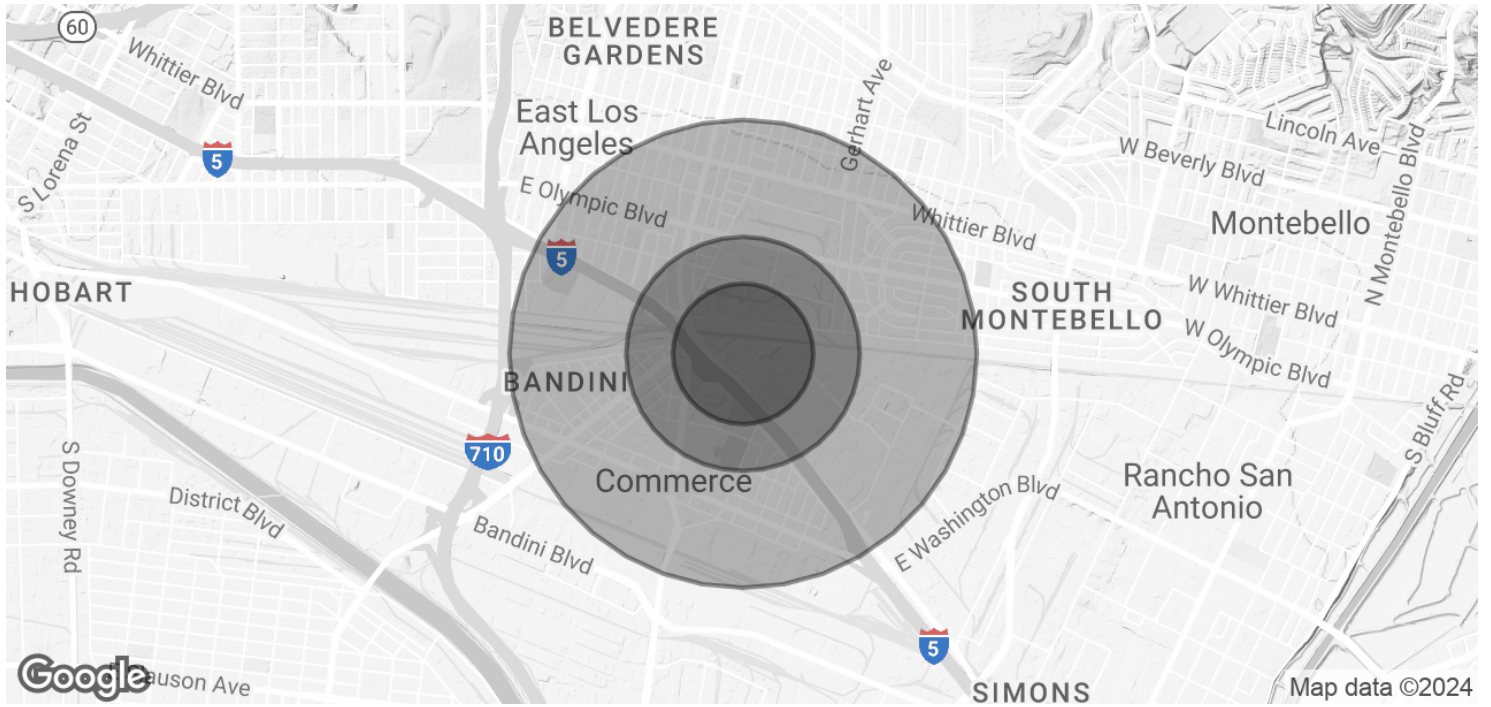 60
BELVEDERE
GARDENS
Whittier Blvd
East Los
Angeles
Gerhart Ave
Lincoln Ave
W Beverly Blvd
S Lorena St
5
E Olympic Blvd
Whittier Blvd
Montebello
N Montebello Blvd
5
HOBART
SOUTH
MONTEBELLO
W Whittier Blvd
W Olympic Blvd
BANDINI
710
Commerce
S Downey Rd
District Blvd
Bandini Blvd
E Washington Blvd
Rancho San
Antonio
S Bluff Rd
5
SIMONS
Google
Map data ©2024